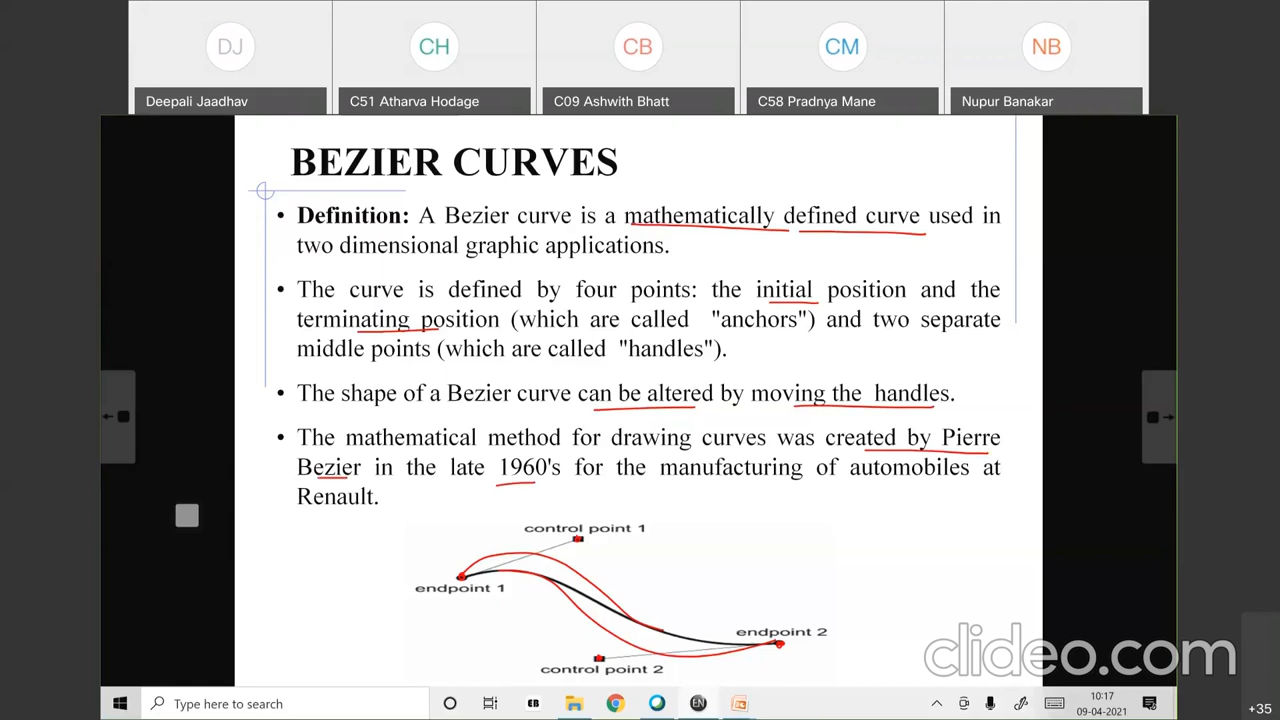 DJ
CH
CB
CM
NB
Deepali Jaadhav
C51 Atharva Hodage
C09 Ashwith Bhatt
C58 Pradnya Mane
Nupur Banakar
BEZIER CURVES
• Definition: A Bezier curve is a mathematically defined curve used in
two dimensional graphic applications.
• The curve is defined by four points: the initial position and the
terminating position (which are called "anchors") and two separate
middle points (which are called "handles").
• The shape of a Bezier curve can be altered by moving the handles.
• The mathematical method for drawing curves was created by Pierre
Bezier in the late 1960's for the manufacturing of automobiles at
Renault.
control point 1
endpoint 1
endpoint 2
control point 2
clideo.com
Type here to search
EB
EN
10:17
09-04-2021
+35